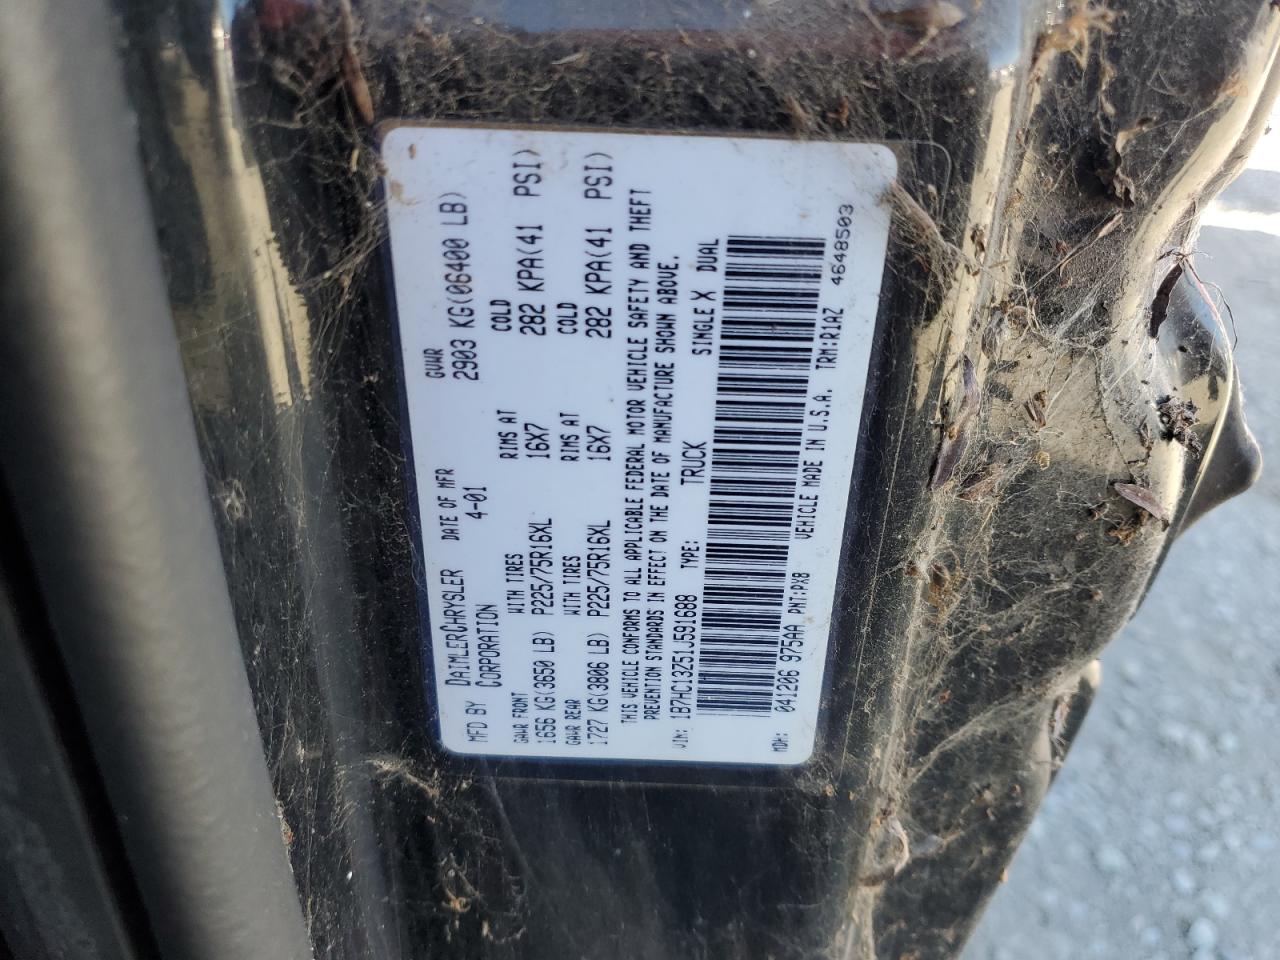 MFD BY DAIMLERCHRYSLER CORPORATION DATE OF MFR 4-01 GVWR 2903 KG(06400 LB)
GAWR FRONT WITH TIRES RIMS AT COLD
1656 KG(3650 LB) P225/75R16XL 16X7 282 KPA(41 PSI)
GAWR REAR WITH TIRES RIMS AT COLD
1727 KG(3806 LB) P225/75R16XL 16X7 282 KPA(41 PSI)
THIS VEHICLE CONFORMS TO ALL APPLICABLE FEDERAL MOTOR VEHICLE SAFETY AND THEFT
PREVENTION STANDARDS IN EFFECT ON THE DATE OF MANUFACTURE SHOWN ABOVE.
VIN: 1B7HC13Z51J591688 TYPE: TRUCK SINGLE X DUAL
MDH: 041206 975AA PNT:PX8 VEHICLE MADE IN U.S.A. TRM:R1AZ 4648503